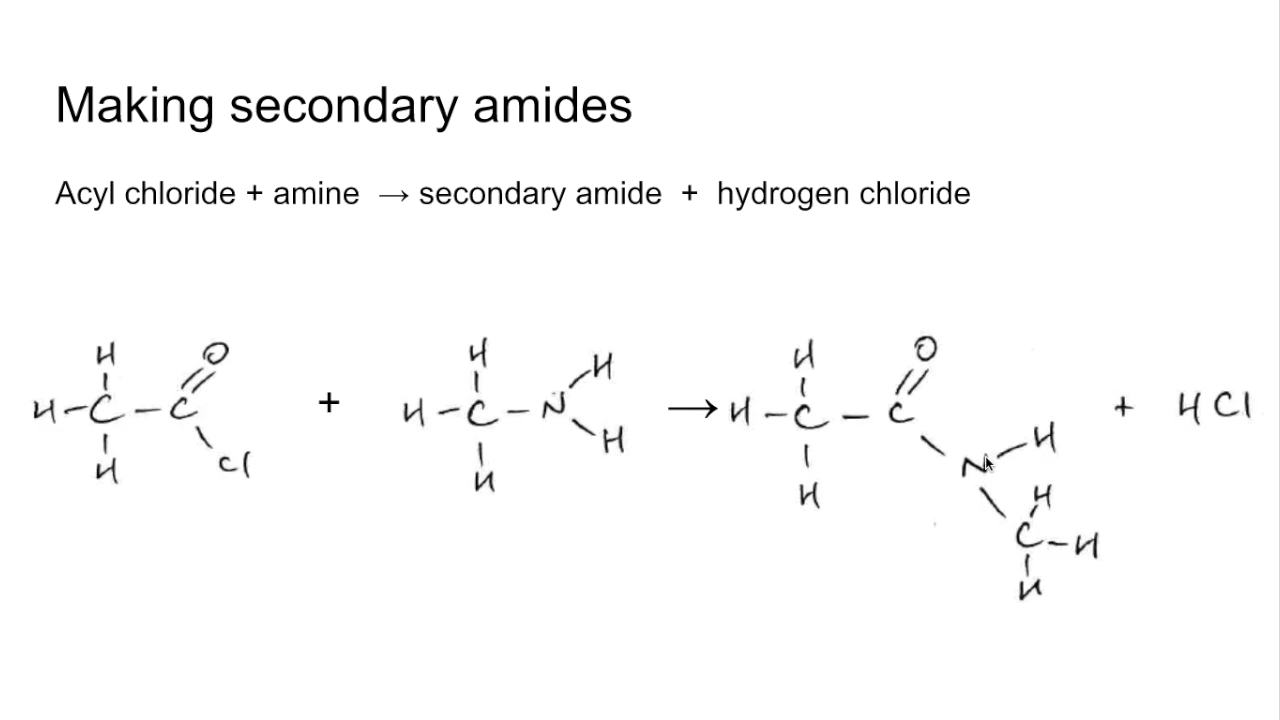 Making secondary amides
Acyl chloride + amine → secondary amide + hydrogen chloride
H H H
O H O
H-C-C + H-C-N → H-C-C + HCl
H Cl H H H N-H
H
C-H
H